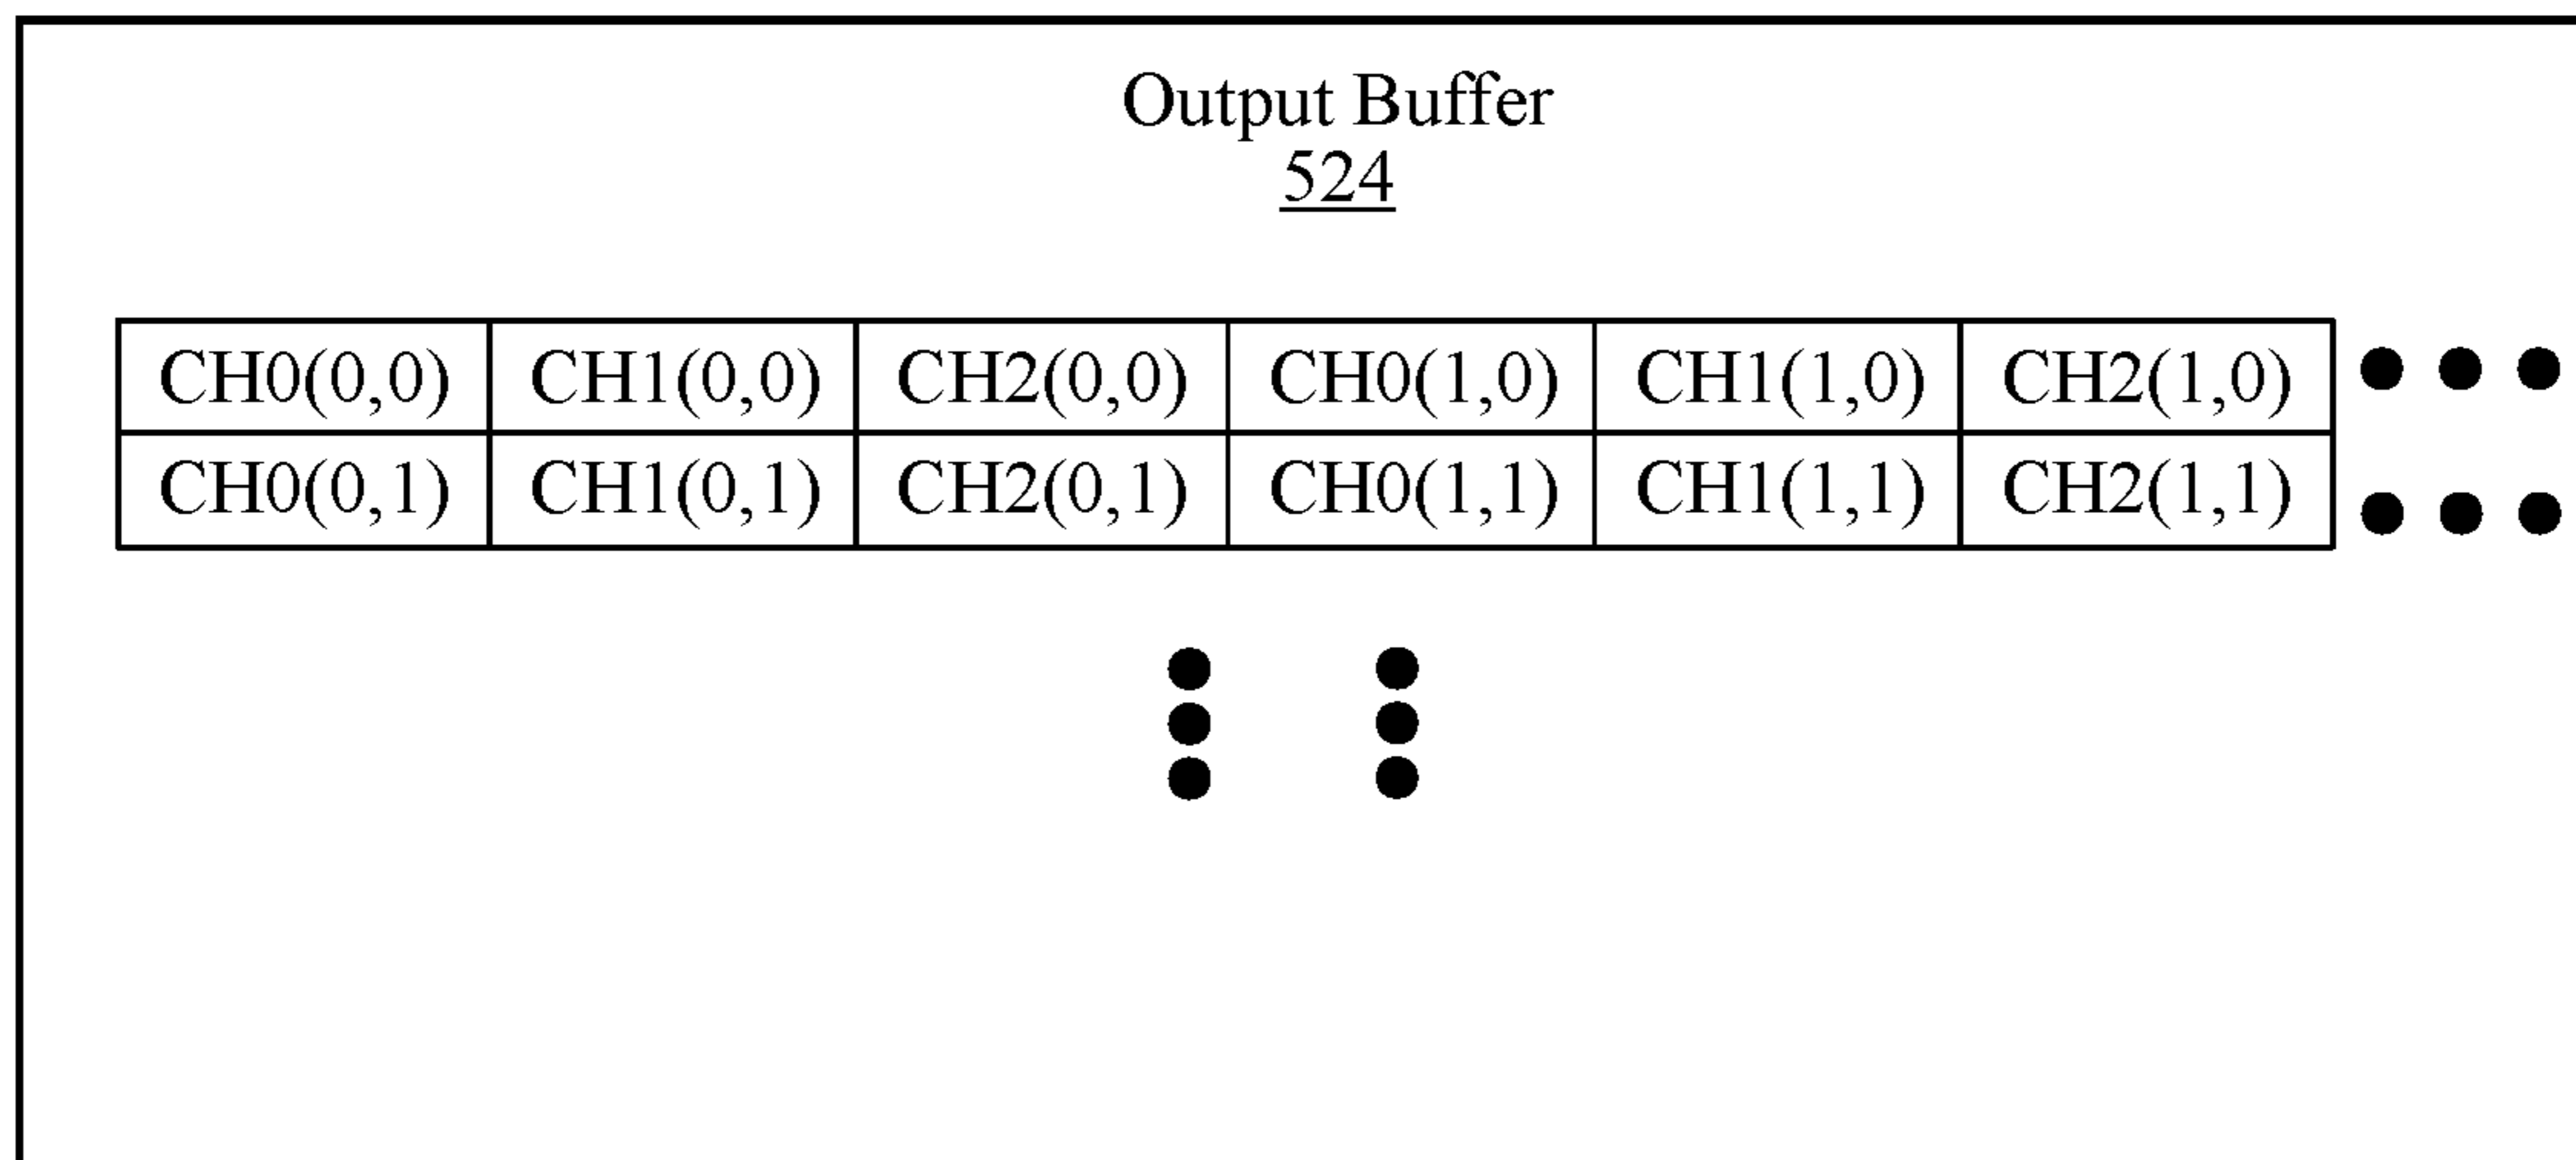 Output Buffer
524
CH0(0,0) CH1(0,0) CH2(0,0) CH0(1,0) CH1(1,0) CH2(1,0)
CH0(0,1) CH1(0,1) CH2(0,1) CH0(1,1) CH1(1,1) CH2(1,1)